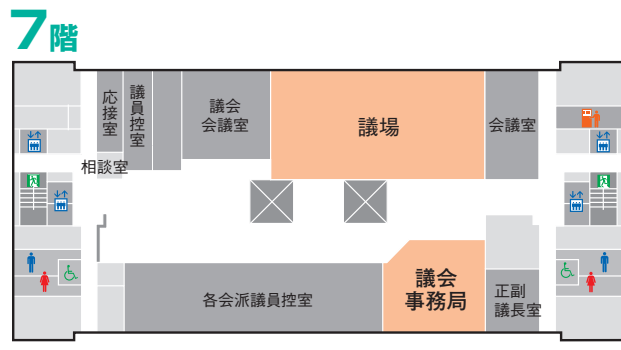 7階
応接室
議員控室
議会
会議室
議場
会議室
相談室
各会派議員控室
議会
事務局
正副
議長室